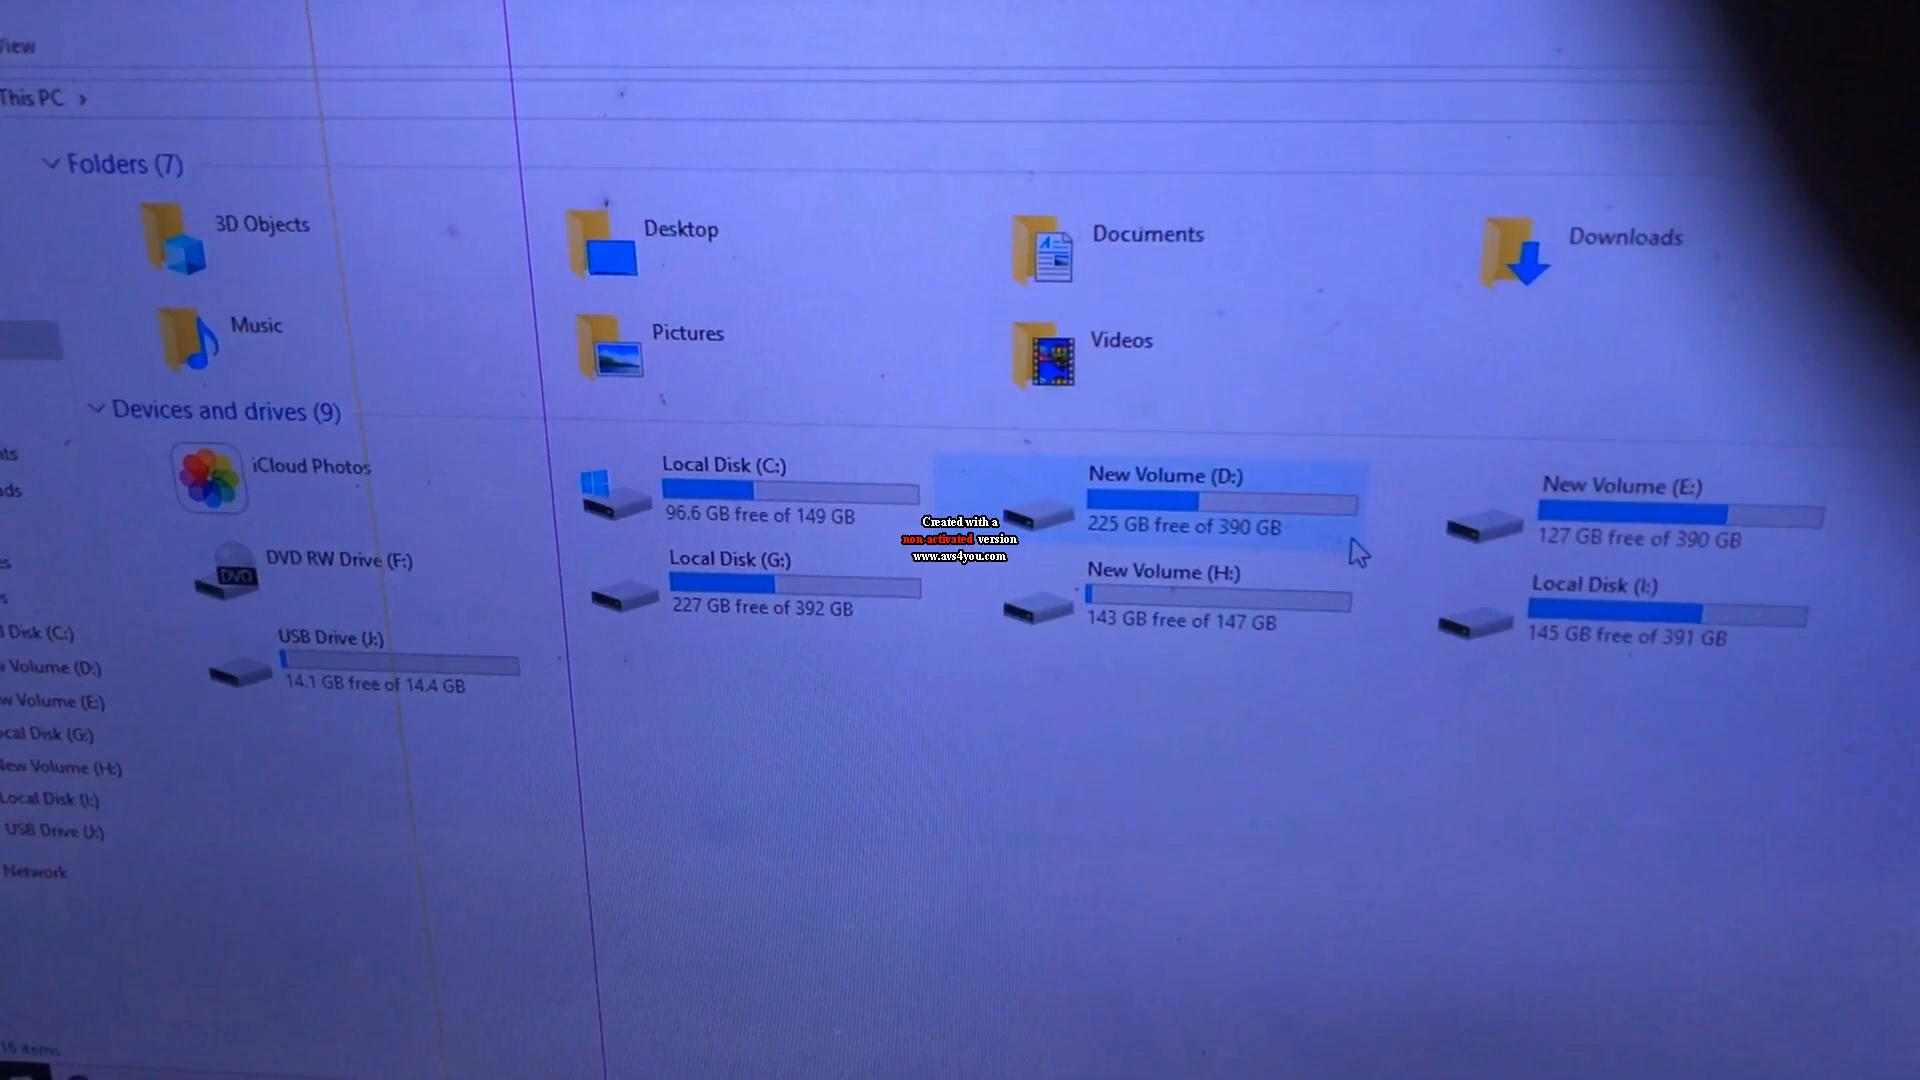 View
This PC >
Folders (7)
3D Objects
Desktop
Documents
Downloads
Music
Pictures
Videos
Devices and drives (9)
iCloud Photos
Local Disk (C:)
96.6 GB free of 149 GB
New Volume (D:)
225 GB free of 390 GB
New Volume (E:)
127 GB free of 390 GB
DVD RW Drive (F:)
DVD
Local Disk (G:)
227 GB free of 392 GB
New Volume (H:)
143 GB free of 147 GB
Local Disk (I:)
145 GB free of 391 GB
USB Drive (J:)
14.1 GB free of 14.4 GB
Created with a
non-activated version
www.avs4you.com
Disk (C:)
Volume (D:)
Volume (E:)
Disk (G:)
New Volume (H:)
Local Disk (I:)
USB Drive (J:)
Network
16 items